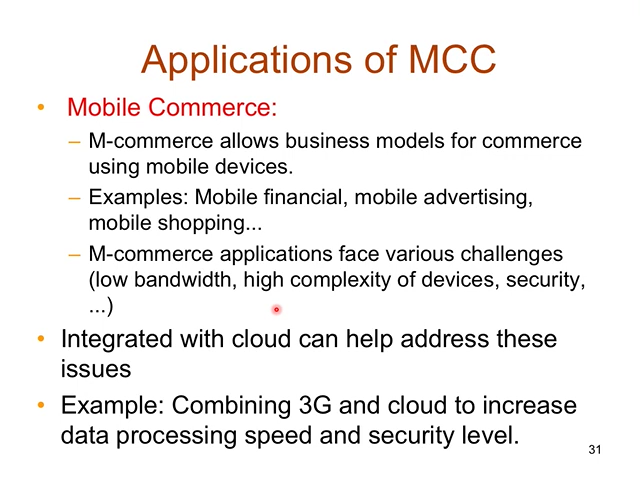 Applications of MCC
• Mobile Commerce:
– M-commerce allows business models for commerce
using mobile devices.
– Examples: Mobile financial, mobile advertising,
mobile shopping...
– M-commerce applications face various challenges
(low bandwidth, high complexity of devices, security,
...)
• Integrated with cloud can help address these
issues
• Example: Combining 3G and cloud to increase
data processing speed and security level.
31